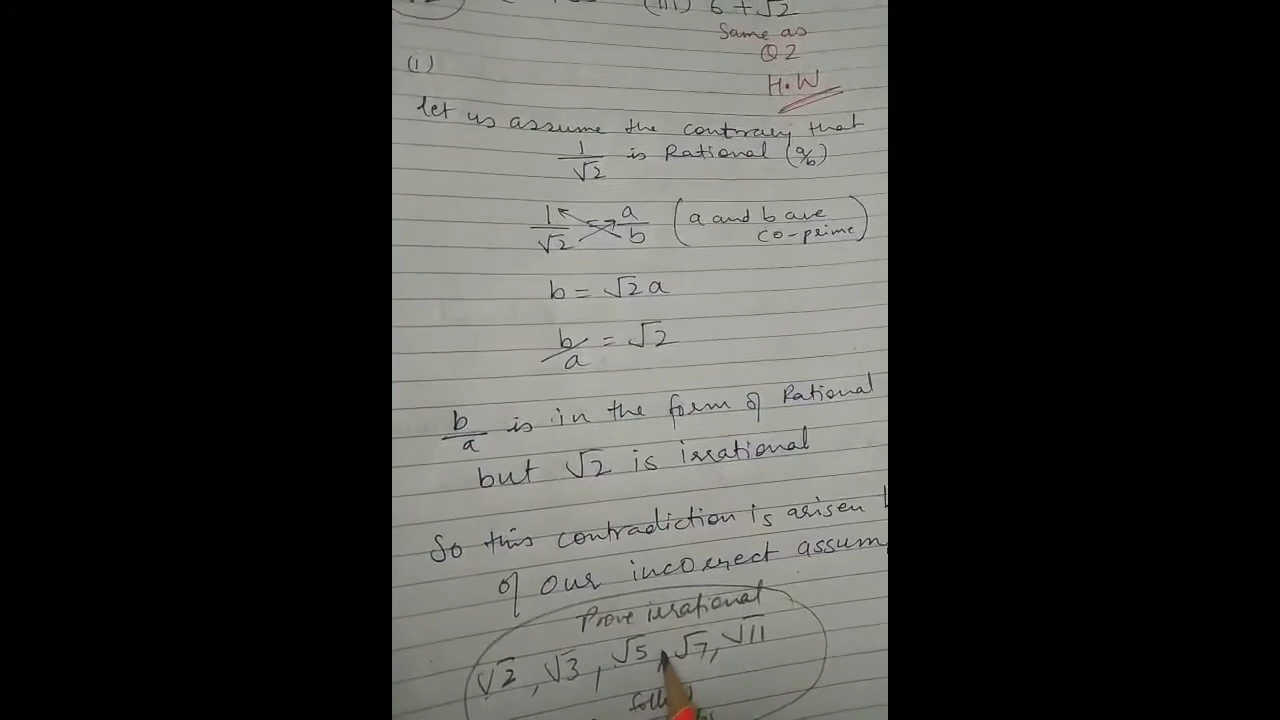 (iii) 6 + √2
Same as
Q2
H.W
(i)
let us assume the contrary that
1/√2 is Rational (a/b)
1/√2 = a/b (a and b are
co-prime)
b = √2 a
b/a = √2
b/a is in the form of Rational
but √2 is irrational
So this contradiction is arisen
of our incorrect assum
Prove irrational
√2, √3, √5, √7, √11